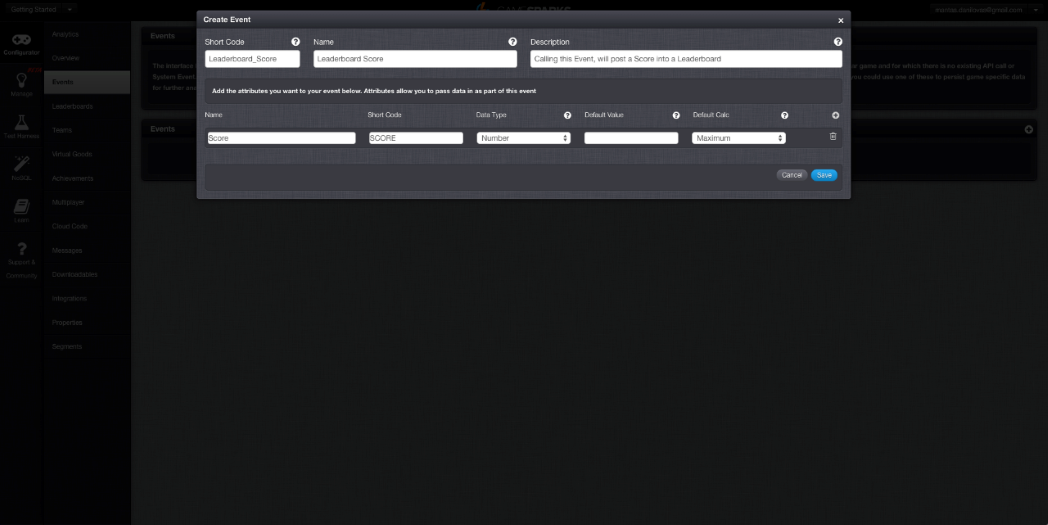 Getting Started
GAMESPARKS
Create Event
Short Code
Name
Description
Leaderboard_Score
Leaderboard Score
Calling this Event, will post a Score into a Leaderboard
Add the attributes you want to your event below. Attributes allow you to pass data in as part of this event
Name
Short Code
Data Type
Default Value
Default Calc
Score
SCORE
Number
Maximum
Cancel
Save
Configurator
Manage
Test Harness
NoSQL
Learn
Support &
Community
Analytics
Overview
Events
Leaderboards
Teams
Virtual Goods
Achievements
Multiplayer
Cloud Code
Messages
Downloadables
Integrations
Properties
Segments
Events
The interface
System Event
for further
r game and for which there is no existing API call or
you could use one of these to persist game specific data
Events